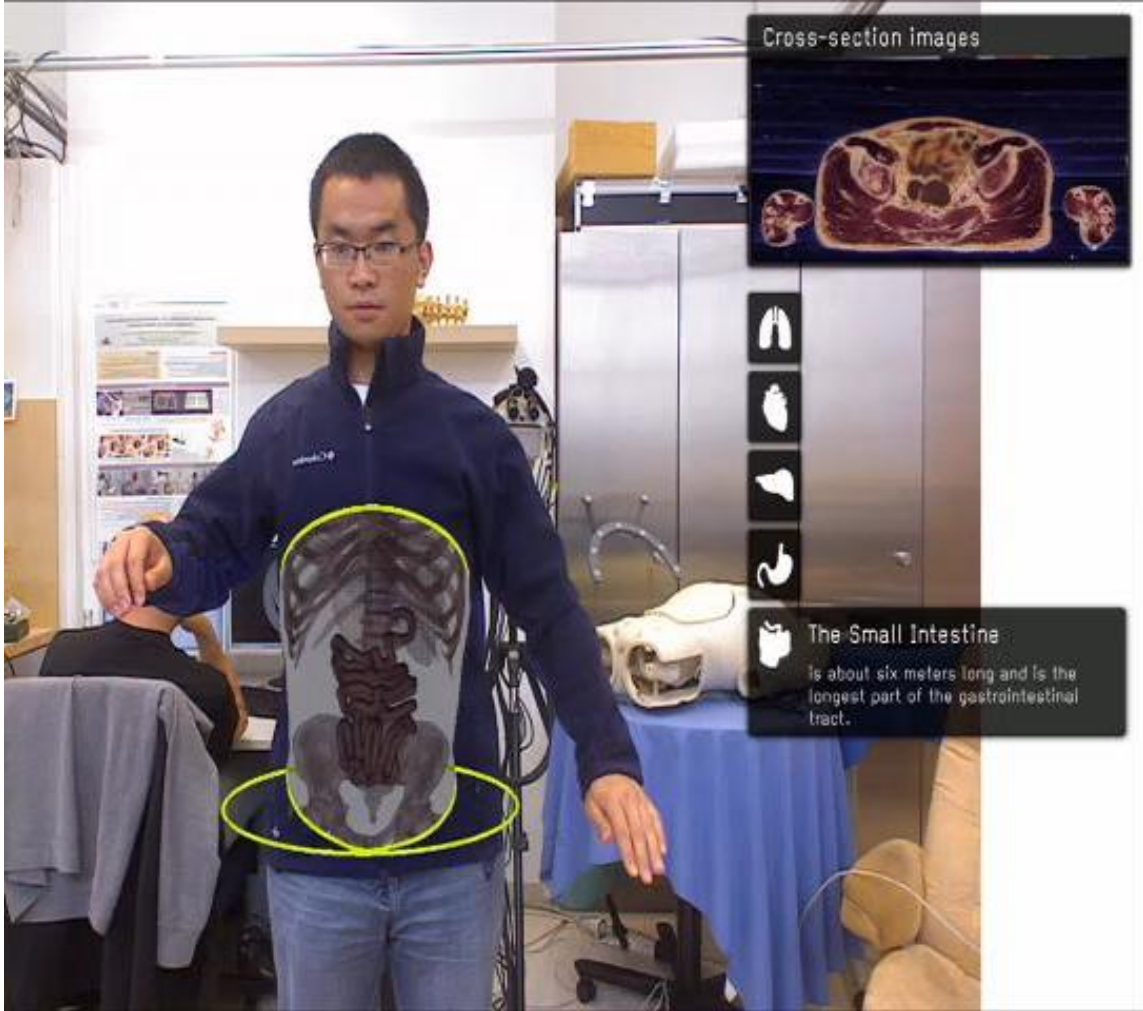 Cross-section images
Columbia
The Small Intestine
is about six meters long and is the
longest part of the gastrointestinal
tract.